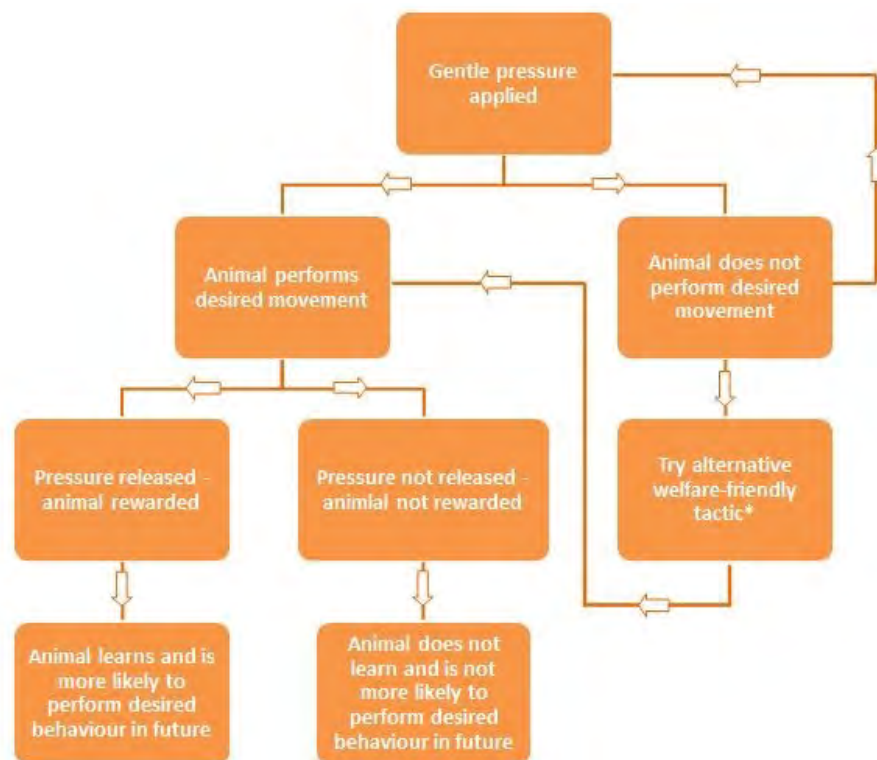 Gentle pressure
applied
Animal performs
desired movement
Animal does not
perform desired
movement
Pressure released -
animal rewarded
Pressure not released -
animlal not rewarded
Try alternative
welfare-friendly
tactic*
Animal learns and is
more likely to
perform desired
behaviour in future
Animal does not
learn and is not
more likely to
perform desired
behaviour in future